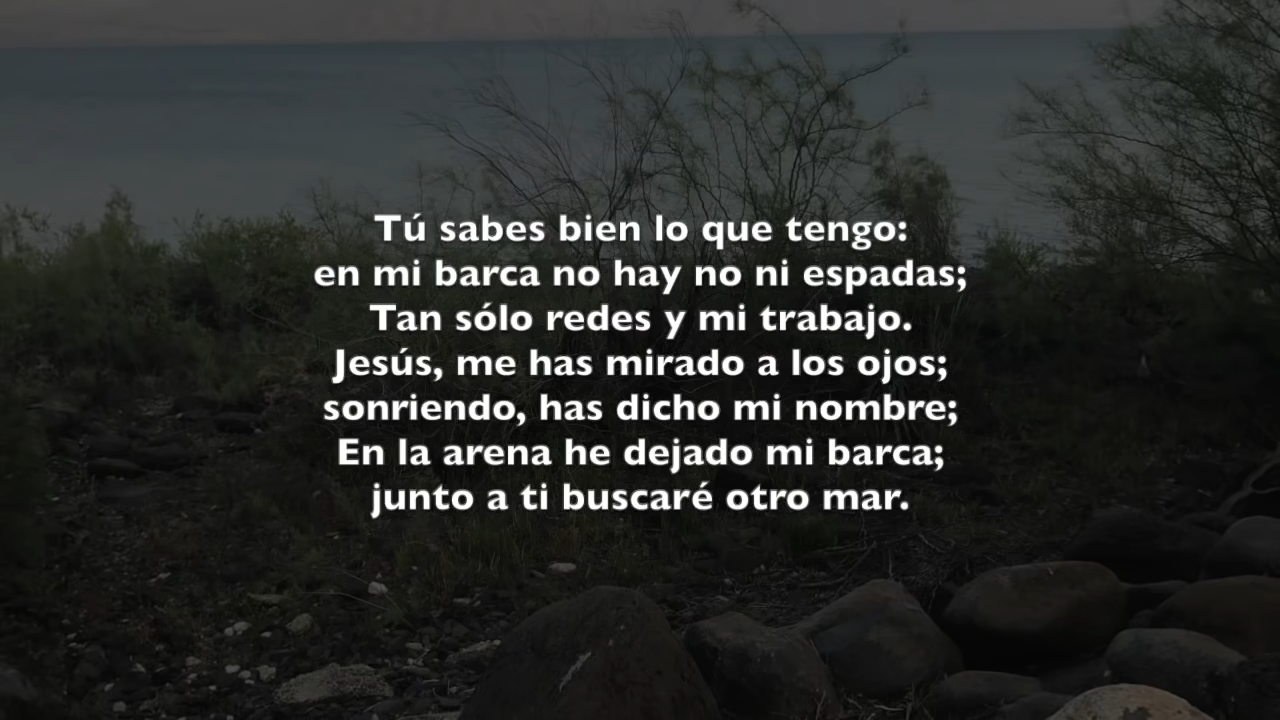 Tú sabes bien lo que tengo:
en mi barca no hay no ni espadas;
Tan sólo redes y mi trabajo.
Jesús, me has mirado a los ojos;
sonriendo, has dicho mi nombre;
En la arena he dejado mi barca;
junto a ti buscaré otro mar.